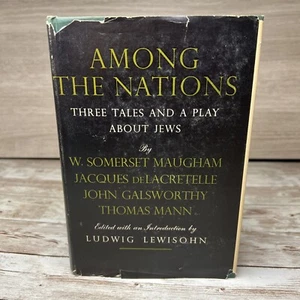 AMONG
THE NATIONS
THREE TALES AND A PLAY
ABOUT JEWS
By
W. SOMERSET MAUGHAM
JACQUES DELACRETELLE
JOHN GALSWORTHY
THOMAS MANN
Edited with an Introduction by
LUDWIG LEWISOHN